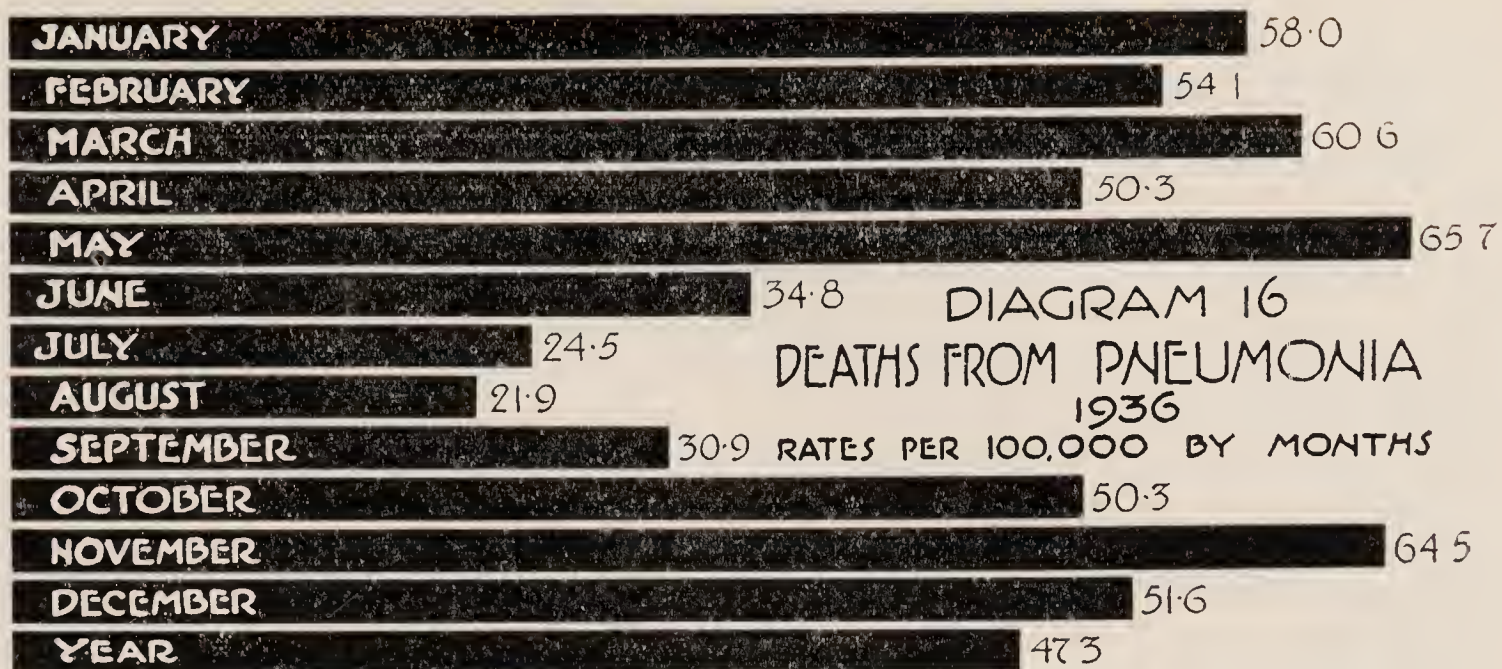 JANUARY 58·0
FEBRUARY 54 1
MARCH 60 6
APRIL 50·3
MAY 65 7
JUNE 34·8
JULY 24·5
AUGUST 21·9
SEPTEMBER 30·9
OCTOBER 50·3
NOVEMBER 64 5
DECEMBER 51·6
YEAR 47 3
DIAGRAM 16
DEATHS FROM PNEUMONIA
1936
RATES PER 100,000 BY MONTHS